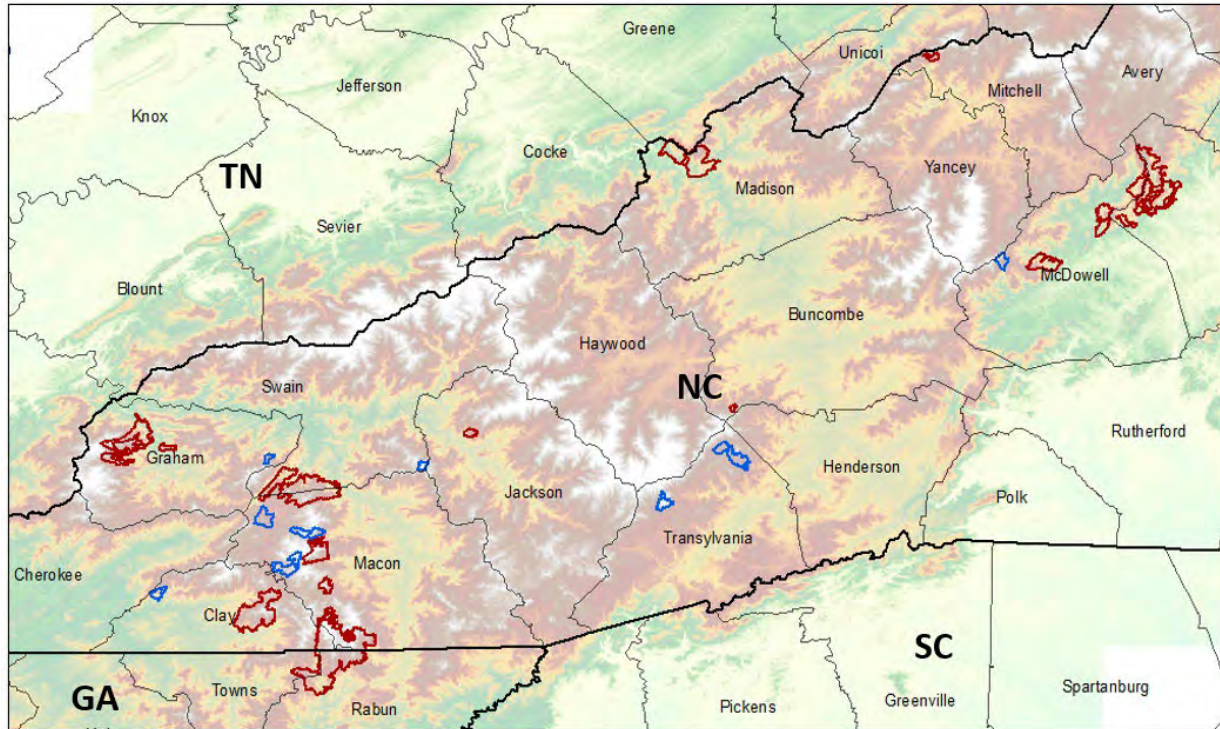 Greene
Unicoi
Avery
Jefferson
Mitchell
Knox
Cocke
TN
Yancey
Madison
Sevier
McDowell
Blount
Buncombe
Haywood
Swain
NC
Rutherford
Graham
Henderson
Jackson
Polk
Transylvania
Macon
Cherokee
Clay
SC
Towns
GA
Spartanburg
Greenville
Pickens
Rabun